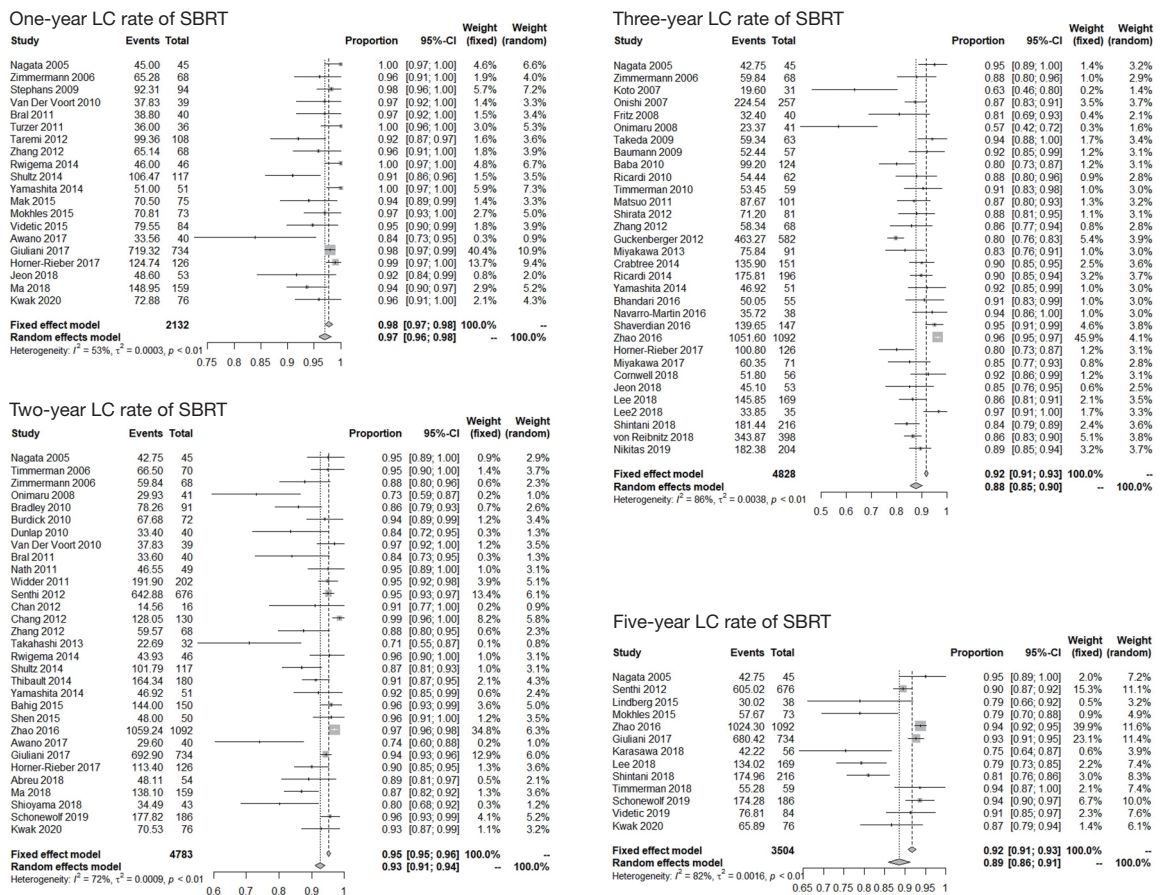 One-year LC rate of SBRT
Study Events Total Proportion 95%-CI Weight (fixed) Weight (random)
Nagata 2005 45.00 45 1.00 [0.97; 1.00] 4.6% 6.6%
Zimmermann 2006 65.28 68 0.96 [0.91; 1.00] 1.9% 4.0%
Stephans 2009 92.31 94 0.98 [0.96; 1.00] 5.7% 7.2%
Van Der Voort 2010 37.83 39 0.97 [0.92; 1.00] 1.4% 3.3%
Bral 2011 38.80 40 0.97 [0.92; 1.00] 1.5% 3.4%
Turzer 2011 36.00 36 1.00 [0.96; 1.00] 3.0% 5.3%
Taremi 2012 99.36 108 0.92 [0.87; 0.97] 1.5% 3.4%
Zhang 2012 65.14 68 0.96 [0.91; 1.00] 1.8% 3.9%
Rwigema 2014 46.00 46 1.00 [0.97; 1.00] 4.8% 6.7%
Shultz 2014 106.47 117 0.91 [0.86; 0.96] 1.5% 3.3%
Yamashita 2014 51.00 51 1.00 [0.97; 1.00] 5.9% 7.3%
Mak 2015 70.50 75 0.94 [0.89; 0.99] 1.4% 3.3%
Mokhles 2015 70.81 73 0.97 [0.93; 1.00] 2.7% 5.0%
Videtic 2015 79.55 84 0.95 [0.90; 0.99] 1.8% 3.9%
Awano 2017 33.56 40 0.84 [0.73; 0.95] 0.3% 0.9%
Giuliani 2017 719.32 734 0.98 [0.97; 0.99] 40.4% 10.9%
Horner-Rieber 2017 124.74 126 0.99 [0.97; 1.00] 13.7% 9.4%
Jeon 2018 48.60 53 0.92 [0.84; 0.99] 0.8% 2.0%
Ma 2018 148.95 159 0.94 [0.90; 0.97] 2.9% 5.2%
Kwak 2020 72.88 76 0.96 [0.91; 1.00] 2.1% 4.3%
Fixed effect model 2132 0.98 [0.97; 0.98] 100.0% --
Random effects model 0.97 [0.96; 0.98] -- 100.0%
Heterogeneity: I² = 53%, τ² = 0.0003, p < 0.01
0.75 0.8 0.85 0.9 0.95 1
Two-year LC rate of SBRT
Study Events Total Proportion 95%-CI Weight (fixed) Weight (random)
Nagata 2005 42.75 45 0.95 [0.89; 1.00] 0.9% 2.9%
Timmerman 2006 66.50 70 0.95 [0.90; 1.00] 1.4% 3.7%
Zimmermann 2006 59.84 68 0.88 [0.80; 0.96] 0.6% 2.3%
Onimaru 2008 29.93 41 0.73 [0.59; 0.87] 0.2% 1.0%
Bradley 2010 78.26 91 0.86 [0.79; 0.93] 0.7% 2.6%
Burdick 2010 67.68 72 0.94 [0.89; 0.99] 1.2% 3.4%
Dunlap 2010 33.40 40 0.84 [0.72; 0.95] 0.3% 1.3%
Van Der Voort 2010 37.83 39 0.97 [0.92; 1.00] 1.2% 3.3%
Bral 2011 33.60 40 0.84 [0.73; 0.95] 0.3% 1.3%
Nath 2011 46.55 49 0.95 [0.89; 1.00] 1.0% 3.1%
Widder 2011 191.90 202 0.95 [0.92; 0.98] 3.9% 5.1%
Senthi 2012 642.88 676 0.95 [0.93; 0.97] 13.4% 6.1%
Chan 2012 14.56 16 0.91 [0.77; 1.00] 0.2% 0.9%
Chang 2012 128.05 130 0.99 [0.96; 1.00] 8.2% 5.8%
Zhang 2012 59.57 68 0.88 [0.80; 0.95] 0.6% 2.3%
Takahashi 2013 22.69 32 0.71 [0.55; 0.87] 0.1% 0.8%
Rwigema 2014 43.93 46 0.96 [0.90; 1.00] 1.0% 3.1%
Shultz 2014 101.79 117 0.87 [0.81; 0.93] 1.0% 3.1%
Thibault 2014 164.34 180 0.91 [0.87; 0.95] 2.1% 4.3%
Yamashita 2014 46.92 51 0.92 [0.85; 0.99] 0.6% 2.5%
Bahig 2015 144.00 150 0.96 [0.93; 0.99] 3.6% 5.0%
Shen 2015 48.00 50 0.96 [0.91; 1.00] 1.2% 3.4%
Zhao 2016 1059.24 1092 0.97 [0.96; 0.98] 34.8% 6.3%
Awano 2017 29.60 40 0.74 [0.60; 0.88] 0.2% 1.0%
Giuliani 2017 692.90 734 0.94 [0.93; 0.96] 12.9% 6.0%
Horner-Rieber 2017 113.40 126 0.90 [0.85; 0.95] 1.3% 3.6%
Abreu 2018 48.11 54 0.89 [0.81; 0.97] 0.5% 2.1%
Ma 2018 138.10 159 0.87 [0.82; 0.92] 1.3% 3.6%
Shioyama 2018 34.49 43 0.80 [0.68; 0.92] 0.2% 1.3%
Schonewolf 2019 177.82 186 0.96 [0.93; 0.99] 4.1% 5.2%
Kwak 2020 70.53 76 0.93 [0.87; 0.99] 1.1% 3.2%
Fixed effect model 4783 0.95 [0.95; 0.96] 100.0% --
Random effects model 0.93 [0.91; 0.94] -- 100.0%
Heterogeneity: I² = 72%, τ² = 0.0009, p < 0.01
0.6 0.7 0.8 0.9 1
Three-year LC rate of SBRT
Study Events Total Proportion 95%-CI Weight (fixed) Weight (random)
Nagata 2005 42.75 45 0.95 [0.89; 1.00] 1.4% 3.2%
Zimmermann 2006 59.84 68 0.88 [0.80; 0.96] 1.0% 2.9%
Koto 2007 19.60 31 0.63 [0.46; 0.80] 0.2% 1.4%
Onishi 2007 224.54 257 0.87 [0.83; 0.91] 3.5% 3.7%
Fritz 2008 32.40 40 0.81 [0.69; 0.93] 0.4% 2.1%
Onimaru 2008 23.37 41 0.57 [0.42; 0.72] 0.3% 1.6%
Takeda 2009 59.34 63 0.94 [0.88; 1.00] 1.7% 3.4%
Baumann 2009 52.44 57 0.92 [0.85; 0.99] 1.2% 3.1%
Baba 2010 99.20 124 0.80 [0.73; 0.87] 1.2% 3.1%
Ricardi 2010 54.44 62 0.88 [0.80; 0.96] 0.9% 2.8%
Timmerman 2010 53.45 59 0.91 [0.83; 0.98] 1.0% 3.0%
Matsuo 2011 87.67 101 0.87 [0.80; 0.93] 1.3% 3.2%
Shirata 2012 71.20 81 0.88 [0.81; 0.95] 1.2% 3.1%
Zhang 2012 58.34 68 0.86 [0.77; 0.94] 0.8% 2.8%
Guckenberger 2012 463.27 582 0.80 [0.76; 0.83] 5.4% 3.9%
Miyakawa 2013 75.84 91 0.83 [0.76; 0.91] 1.0% 3.0%
Crabtree 2014 135.90 151 0.90 [0.85; 0.95] 2.5% 3.6%
Ricardi 2014 175.81 196 0.90 [0.85; 0.94] 3.2% 3.7%
Yamashita 2014 46.92 51 0.92 [0.85; 0.99] 1.0% 3.0%
Bhandari 2016 50.05 55 0.91 [0.83; 0.99] 1.0% 2.9%
Navarro-Martin 2016 35.72 38 0.94 [0.86; 1.00] 1.0% 2.9%
Shaverdian 2016 139.65 147 0.95 [0.91; 0.99] 4.6% 3.8%
Zhao 2016 1051.60 1092 0.96 [0.95; 0.97] 45.9% 4.0%
Horner-Rieber 2017 100.80 126 0.80 [0.73; 0.87] 1.2% 3.1%
Miyakawa 2017 60.35 71 0.85 [0.77; 0.93] 0.8% 2.8%
Cornwell 2018 51.80 56 0.92 [0.86; 0.99] 1.2% 3.1%
Jeon 2018 45.10 53 0.85 [0.76; 0.95] 0.6% 2.5%
Lee 2018 145.85 169 0.86 [0.81; 0.91] 2.1% 3.5%
Lee2 2018 33.85 35 0.97 [0.91; 1.00] 1.7% 3.3%
Shintani 2018 181.44 216 0.84 [0.79; 0.89] 2.4% 3.6%
von Reibnitz 2018 343.87 398 0.86 [0.83; 0.90] 5.1% 3.8%
Nikitas 2019 182.38 204 0.89 [0.85; 0.94] 3.2% 3.7%
Fixed effect model 4828 0.92 [0.91; 0.93] 100.0% --
Random effects model 0.88 [0.85; 0.90] -- 100.0%
Heterogeneity: I² = 86%, τ² = 0.0038, p < 0.01
0.5 0.6 0.7 0.8 0.9 1
Five-year LC rate of SBRT
Study Events Total Proportion 95%-CI Weight (fixed) Weight (random)
Nagata 2005 42.75 45 0.95 [0.89; 1.00] 2.0% 7.2%
Senthi 2012 605.02 676 0.90 [0.87; 0.92] 15.3% 11.1%
Lindberg 2015 30.02 38 0.79 [0.66; 0.92] 0.5% 3.2%
Mokhles 2015 57.67 73 0.79 [0.70; 0.88] 0.9% 4.9%
Zhao 2016 1024.30 1092 0.94 [0.92; 0.95] 39.9% 11.6%
Giuliani 2017 680.42 734 0.93 [0.91; 0.95] 23.1% 11.4%
Karasawa 2018 42.22 56 0.75 [0.64; 0.87] 0.6% 3.9%
Lee 2018 134.02 169 0.79 [0.73; 0.85] 2.2% 7.4%
Shintani 2018 174.96 216 0.81 [0.76; 0.86] 3.0% 8.3%
Timmerman 2018 55.28 59 0.94 [0.87; 1.00] 2.1% 7.4%
Schonewolf 2019 174.28 186 0.94 [0.90; 0.97] 6.7% 10.0%
Videtic 2019 76.81 84 0.91 [0.85; 0.97] 2.3% 7.6%
Kwak 2020 65.89 76 0.87 [0.79; 0.94] 1.4% 6.1%
Fixed effect model 3504 0.92 [0.91; 0.93] 100.0% --
Random effects model 0.89 [0.86; 0.91] -- 100.0%
Heterogeneity: I² = 82%, τ² = 0.0016, p < 0.01
0.65 0.7 0.75 0.8 0.85 0.9 0.95 1